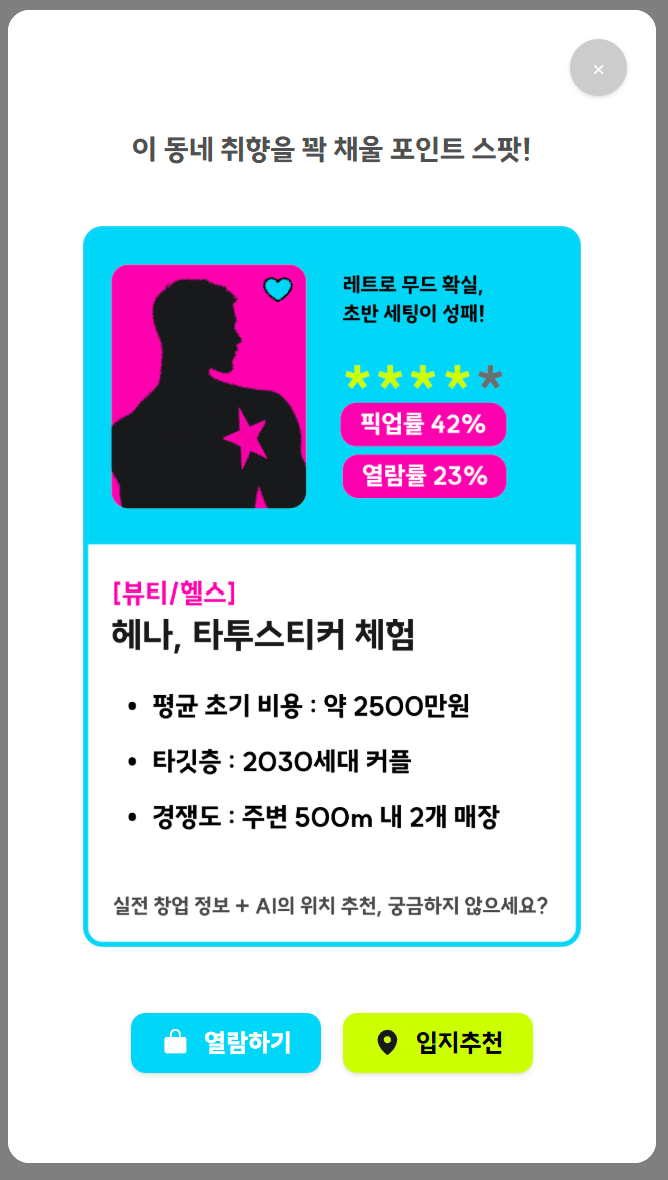 ×
이 동네 취향을 꽉 채울 포인트 스팟!
레트로 무드 확실,
초반 세팅이 성패!
*****
픽업률 42%
열람률 23%
[뷰티/헬스]
헤나, 타투스티커 체험
• 평균 초기 비용 : 약 2500만원
• 타깃층 : 2030세대 커플
• 경쟁도 : 주변 500m 내 2개 매장
실전 창업 정보 + AI의 위치 추천, 궁금하지 않으세요?
열람하기
입지추천